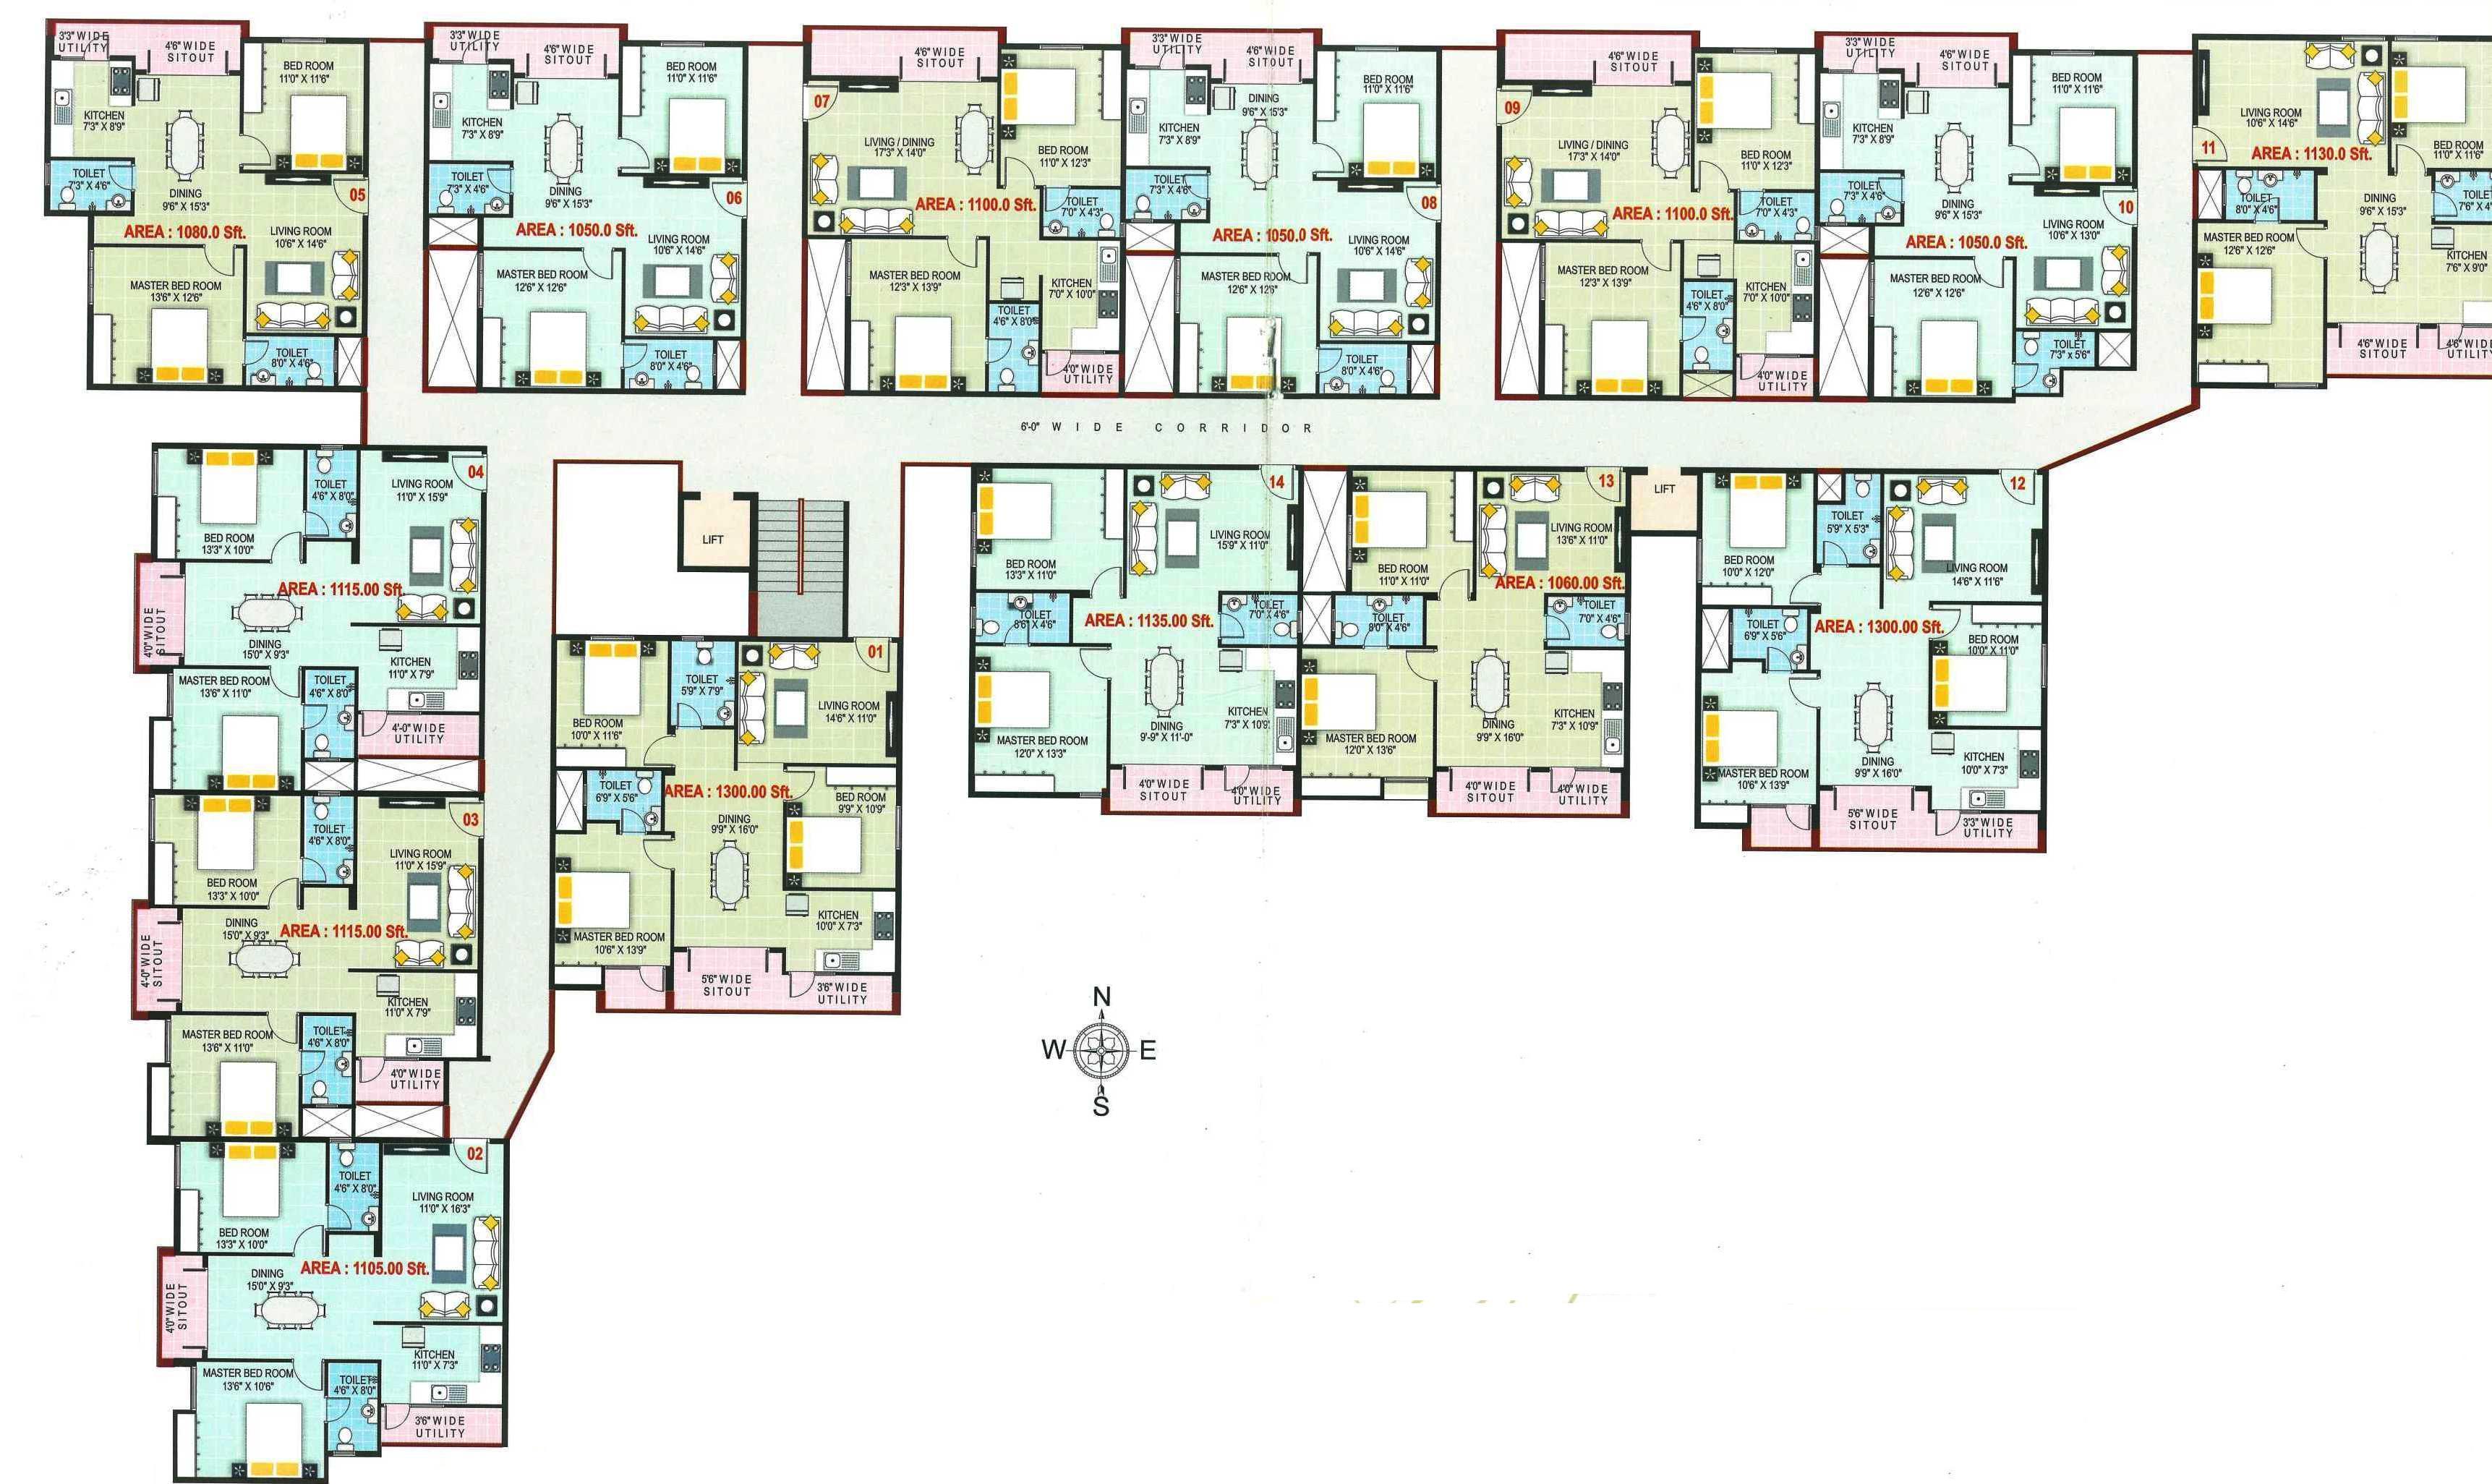 3'3" WIDE
UTILITY
4'6" WIDE
SITOUT
BED ROOM
11'0" X 11'6"
KITCHEN
7'3" X 8'9"
TOILET
7'3" X 4'6"
DINING
9'6" X 15'3"
05
AREA : 1080.0 Sft.
LIVING ROOM
10'6" X 14'6"
MASTER BED ROOM
13'6" X 12'6"
TOILET
8'0" X 4'6"
3'3" WIDE
UTILITY
4'6" WIDE
SITOUT
BED ROOM
11'0" X 11'6"
KITCHEN
7'3" X 8'9"
TOILET
7'3" X 4'6"
DINING
9'6" X 15'3"
06
AREA : 1050.0 Sft.
LIVING ROOM
10'6" X 14'6"
MASTER BED ROOM
12'6" X 12'6"
TOILET
8'0" X 4'6"
4'6" WIDE
SITOUT
07
LIVING / DINING
17'3" X 14'0"
BED ROOM
11'0" X 12'3"
AREA : 1100.0 Sft.
TOILET
7'0" X 4'3"
MASTER BED ROOM
12'3" X 13'9"
KITCHEN
7'0" X 10'0"
TOILET
4'6" X 8'0"
4'0" WIDE
UTILITY
3'3" WIDE
UTILITY
4'6" WIDE
SITOUT
BED ROOM
11'0" X 11'6"
DINING
9'6" X 15'3"
KITCHEN
7'3" X 8'9"
TOILET
7'3" X 4'6"
08
AREA : 1050.0 Sft.
LIVING ROOM
10'6" X 14'6"
MASTER BED ROOM
12'6" X 12'6"
TOILET
8'0" X 4'6"
4'6" WIDE
SITOUT
09
LIVING / DINING
17'3" X 14'0"
BED ROOM
11'0" X 12'3"
AREA : 1100.0 Sft.
TOILET
7'0" X 4'3"
MASTER BED ROOM
12'3" X 13'9"
KITCHEN
7'0" X 10'0"
TOILET
4'6" X 8'0"
4'0" WIDE
UTILITY
3'3" WIDE
UTILITY
4'6" WIDE
SITOUT
BED ROOM
11'0" X 11'6"
KITCHEN
7'3" X 8'9"
TOILET
7'3" X 4'6"
DINING
9'6" X 15'3"
10
AREA : 1050.0 Sft.
LIVING ROOM
10'6" X 13'0"
MASTER BED ROOM
12'6" X 12'6"
TOILET
7'3" x 5'6"
LIVING ROOM
10'6" X 14'6"
11
AREA : 1130.0 Sft.
BED ROOM
11'0" X 11'6"
TOILET
8'0" X 4'6"
DINING
9'6" X 15'3"
MASTER BED ROOM
12'6" X 12'6"
KITCHEN
7'6" X 9'0"
4'6" WIDE
SITOUT
6'-0" WIDE CORRIDOR
04
LIVING ROOM
11'0" X 15'9"
TOILET
4'6" X 8'0"
BED ROOM
13'3" X 10'0"
AREA : 1115.00 Sft.
4'0" WIDE
SITOUT
DINING
15'0" X 9'3"
KITCHEN
11'0" X 7'9"
MASTER BED ROOM
13'6" X 11'0"
TOILET
4'6" X 8'0"
4'-0" WIDE
UTILITY
03
TOILET
4'6" X 8'0"
LIVING ROOM
11'0" X 15'9"
BED ROOM
13'3" X 10'0"
AREA : 1115.00 Sft.
DINING
15'0" X 9'3"
4'-0" WIDE
SITOUT
KITCHEN
11'0" X 7'9"
MASTER BED ROOM
13'6" X 11'0"
TOILET
4'6" X 8'0"
4'0" WIDE
UTILITY
02
TOILET
4'6" X 8'0"
LIVING ROOM
11'0" X 16'3"
BED ROOM
13'3" X 10'0"
AREA : 1105.00 Sft.
DINING
15'0" X 9'3"
4'0" WIDE
SITOUT
KITCHEN
11'0" X 7'3"
MASTER BED ROOM
13'6" X 10'6"
TOILET
4'6" X 8'0"
3'6" WIDE
UTILITY
LIFT
01
TOILET
5'9" X 7'9"
LIVING ROOM
14'6" X 11'0"
BED ROOM
10'0" X 11'6"
TOILET
6'9" X 5'6"
AREA : 1300.00 Sft.
BED ROOM
9'9" X 10'9"
DINING
9'9" X 16'0"
MASTER BED ROOM
10'6" X 13'9"
KITCHEN
10'0" X 7'3"
5'6" WIDE
SITOUT
3'6" WIDE
UTILITY
14
LIVING ROOM
15'9" X 11'0"
BED ROOM
13'3" X 11'0"
TOILET
8'6" X 4'6"
AREA : 1135.00 Sft.
TOILET
7'0" X 4'6"
KITCHEN
7'3" X 10'9"
DINING
9'-9" X 11'-0"
MASTER BED ROOM
12'0" X 13'3"
4'0" WIDE
SITOUT
4'0" WIDE
UTILITY
13
LIVING ROOM
13'6" X 11'0"
BED ROOM
11'0" X 11'0"
AREA : 1060.00 Sft.
TOILET
8'0" X 4'6"
TOILET
7'0" X 4'6"
KITCHEN
7'3" X 10'9"
DINING
9'9" X 16'0"
MASTER BED ROOM
12'0" X 13'6"
4'0" WIDE
SITOUT
4'0" WIDE
UTILITY
LIFT
12
TOILET
5'9" X 5'3"
BED ROOM
10'0" X 12'0"
LIVING ROOM
14'6" X 11'6"
TOILET
6'9" X 5'6"
AREA : 1300.00 Sft.
BED ROOM
10'0" X 11'0"
DINING
9'9" X 16'0"
KITCHEN
10'0" X 7'3"
MASTER BED ROOM
10'6" X 13'9"
5'6" WIDE
SITOUT
3'3" WIDE
UTILITY
N
W E
S